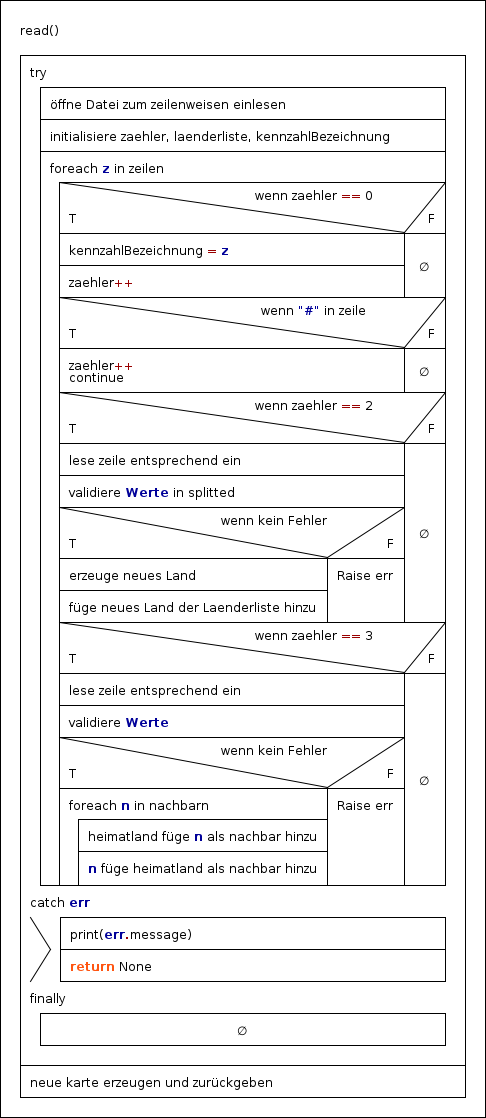 read()
try
öffne Datei zum zeilenweisen einlesen
initialisiere zaehler, laenderliste, kennzahlBezeichnung
foreach z in zeilen
wenn zaehler == 0
T F
kennzahlBezeichnung = z
∅
zaehler++
wenn "#" in zeile
T F
zaehler++
continue
∅
wenn zaehler == 2
T F
lese zeile entsprechend ein
validiere Werte in splitted
wenn kein Fehler
∅
T F
erzeuge neues Land Raise err
füge neues Land der Laenderliste hinzu
wenn zaehler == 3
T F
lese zeile entsprechend ein
validiere Werte
wenn kein Fehler
T F
∅
foreach n in nachbarn Raise err
heimatland füge n als nachbar hinzu
n füge heimatland als nachbar hinzu
catch err
print(err.message)
return None
finally
∅
neue karte erzeugen und zurückgeben